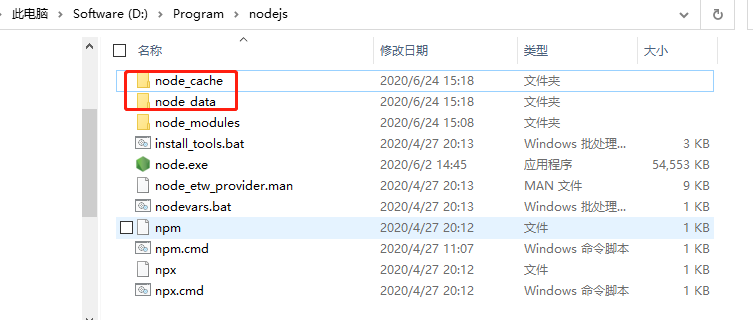 此电脑 > Software (D:) > Program > nodejs
名称 修改日期 类型 大小
node_cache 2020/6/24 15:18 文件夹
node_data 2020/6/24 15:18 文件夹
node_modules 2020/6/24 15:08 文件夹
install_tools.bat 2020/4/27 20:13 Windows 批处理... 3 KB
node.exe 2020/6/2 14:45 应用程序 54,553 KB
node_etw_provider.man 2020/4/27 20:13 MAN 文件 9 KB
nodevars.bat 2020/4/27 20:13 Windows 批处理... 1 KB
npm 2020/4/27 20:12 文件 1 KB
npm.cmd 2020/4/27 11:07 Windows 命令脚本 1 KB
npx 2020/4/27 20:12 文件 1 KB
npx.cmd 2020/4/27 20:12 Windows 命令脚本 1 KB